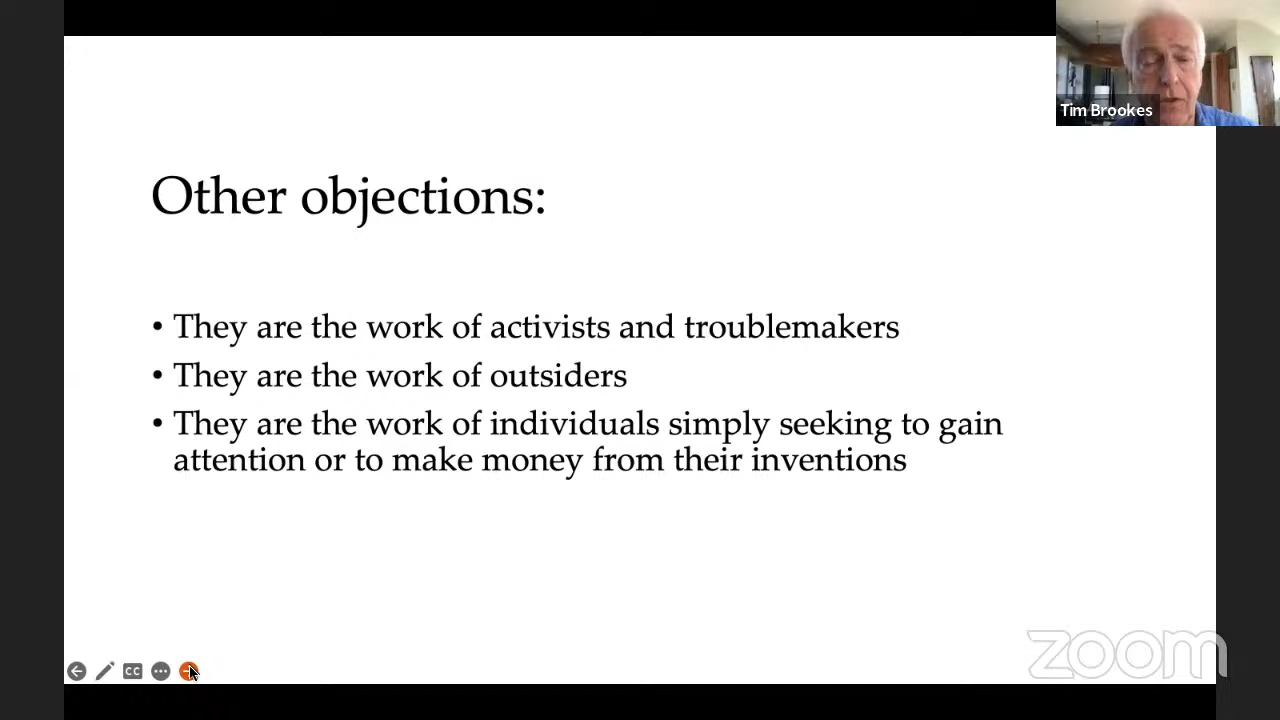 Tim Brookes
Other objections:
• They are the work of activists and troublemakers
• They are the work of outsiders
• They are the work of individuals simply seeking to gain
attention or to make money from their inventions
CC
zoom